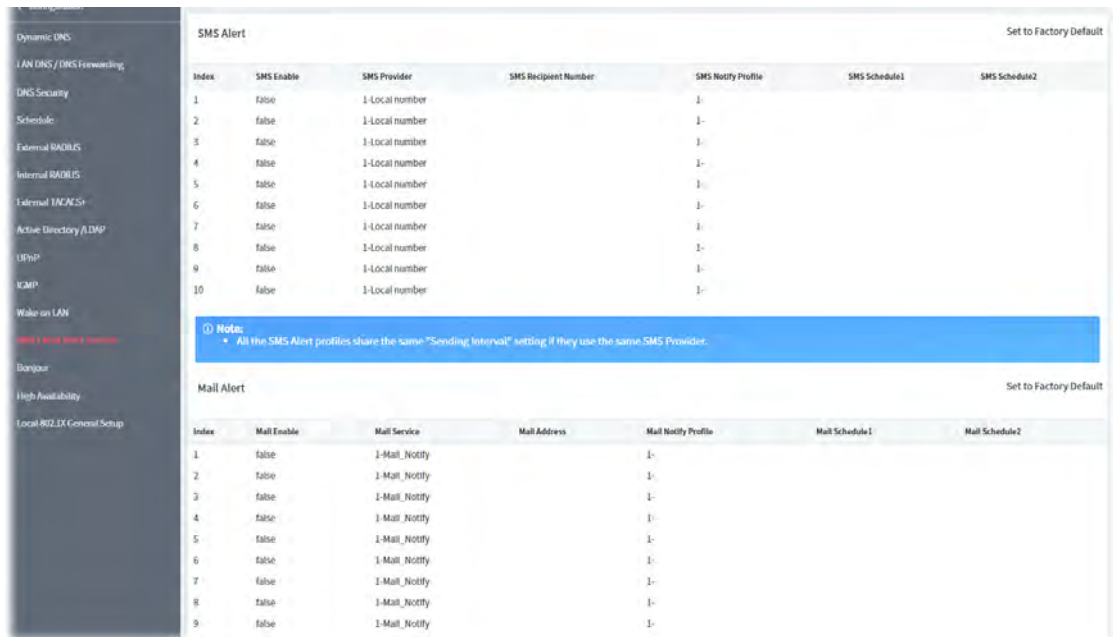 Configuration
Dynamic DNS
LAN DNS / DNS Forwarding
DNS Security
Schedule
External RADIUS
Internal RADIUS
External TACACS+
Active Directory /LDAP
UPnP
IGMP
Wake on LAN
Bonjour
High Availability
Local 802.1X General Setup
SMS Alert Set to Factory Default
Index SMS Enable SMS Provider SMS Recipient Number SMS Notify Profile SMS Schedule1 SMS Schedule2
1 false 1-Local number 1-
2 false 1-Local number 1-
3 false 1-Local number 1-
4 false 1-Local number 1-
5 false 1-Local number 1-
6 false 1-Local number 1-
7 false 1-Local number 1-
8 false 1-Local number 1-
9 false 1-Local number 1-
10 false 1-Local number 1-
Note:
• All the SMS Alert profiles share the same "Sending Interval" setting if they use the same SMS Provider.
Mail Alert Set to Factory Default
Index Mail Enable Mail Service Mail Address Mail Notify Profile Mail Schedule1 Mail Schedule2
1 false 1-Mail_Notify 1-
2 false 1-Mail_Notify 1-
3 false 1-Mail_Notify 1-
4 false 1-Mail_Notify 1-
5 false 1-Mail_Notify 1-
6 false 1-Mail_Notify 1-
7 false 1-Mail_Notify 1-
8 false 1-Mail_Notify 1-
9 false 1-Mail_Notify 1-